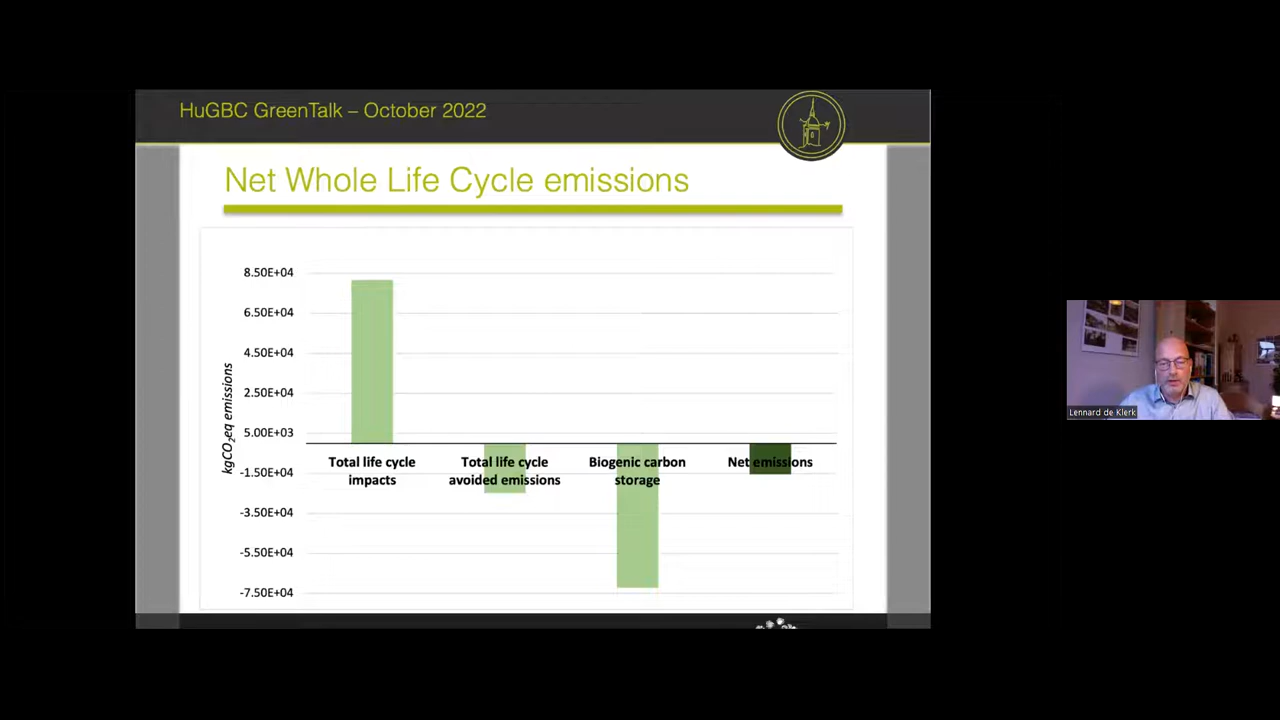 HuGBC GreenTalk – October 2022
Net Whole Life Cycle emissions
8.50E+04
6.50E+04
4.50E+04
2.50E+04
5.00E+03
-1.50E+04
-3.50E+04
-5.50E+04
-7.50E+04
kgCO₂eq emissions
Total life cycle
impacts
Total life cycle
avoided emissions
Biogenic carbon
storage
Net emissions
Lennard de Klerk